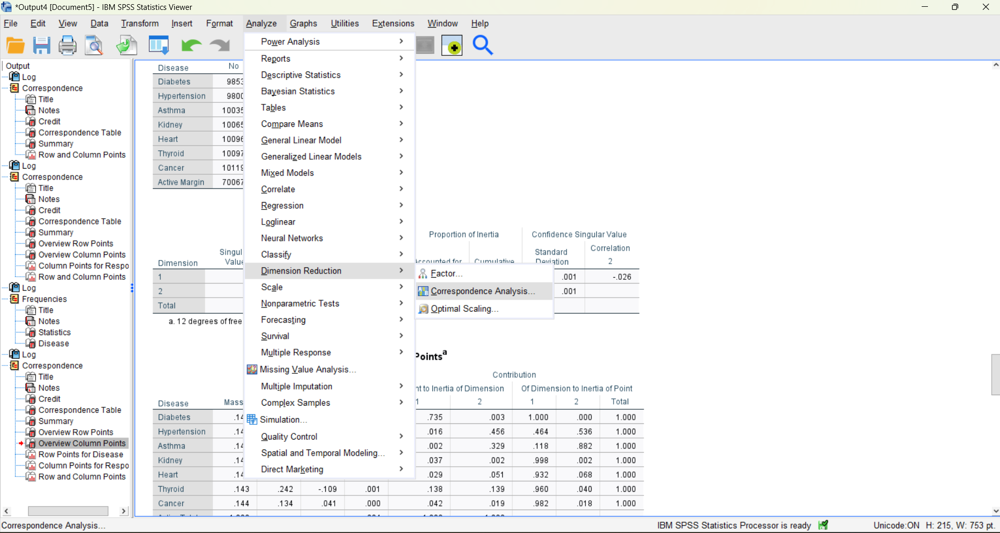 *Output4 [Document5] - IBM SPSS Statistics Viewer
File Edit View Data Transform Insert Format Analyze Graphs Utilities Extensions Window Help
Output
Log
Correspondence
Title
Notes
Credit
Correspondence Table
Summary
Row and Column Points
Log
Correspondence
Title
Notes
Credit
Correspondence Table
Summary
Overview Row Points
Overview Column Points
Column Points for Respo
Row and Column Points
Log
Frequencies
Title
Notes
Statistics
Disease
Log
Correspondence
Title
Notes
Credit
Correspondence Table
Summary
Overview Row Points
Overview Column Points
Row Points for Disease
Column Points for Respo
Row and Column Points
Disease No
Diabetes 9853
Hypertension 9800
Asthma 10035
Kidney 10065
Heart 10096
Thyroid 10097
Cancer 10119
Active Margin 70067
Power Analysis
Reports
Descriptive Statistics
Bayesian Statistics
Tables
Compare Means
General Linear Model
Generalized Linear Models
Mixed Models
Correlate
Regression
Loglinear
Neural Networks
Classify
Dimension Reduction
Scale
Nonparametric Tests
Forecasting
Survival
Multiple Response
Missing Value Analysis...
Multiple Imputation
Complex Samples
Simulation...
Quality Control
Spatial and Temporal Modeling...
Direct Marketing
Factor...
Correspondence Analysis...
Optimal Scaling...
Proportion of Inertia Confidence Singular Value
Correlation
Singul Standard
Dimension Value Accounted for Cumulative Deviation 2
1 .001 -.026
2 .001
Total
a. 12 degrees of free
Points a
Contribution
nt to Inertia of Dimension Of Dimension to Inertia of Point
Disease Mass 1 2 1 2 Total
Diabetes .14 .735 .003 1.000 .000 1.000
Hypertension .14 .016 .456 .464 .536 1.000
Asthma .14 .002 .329 .118 .882 1.000
Kidney .14 .037 .002 .998 .002 1.000
Heart .14 .029 .051 .932 .068 1.000
Thyroid .143 .242 -.109 .001 .138 .139 .960 .040 1.000
Cancer .144 .134 .041 .000 .042 .019 .982 .018 1.000
Correspondence Analysis... IBM SPSS Statistics Processor is ready Unicode:ON H: 215, W: 753 pt.